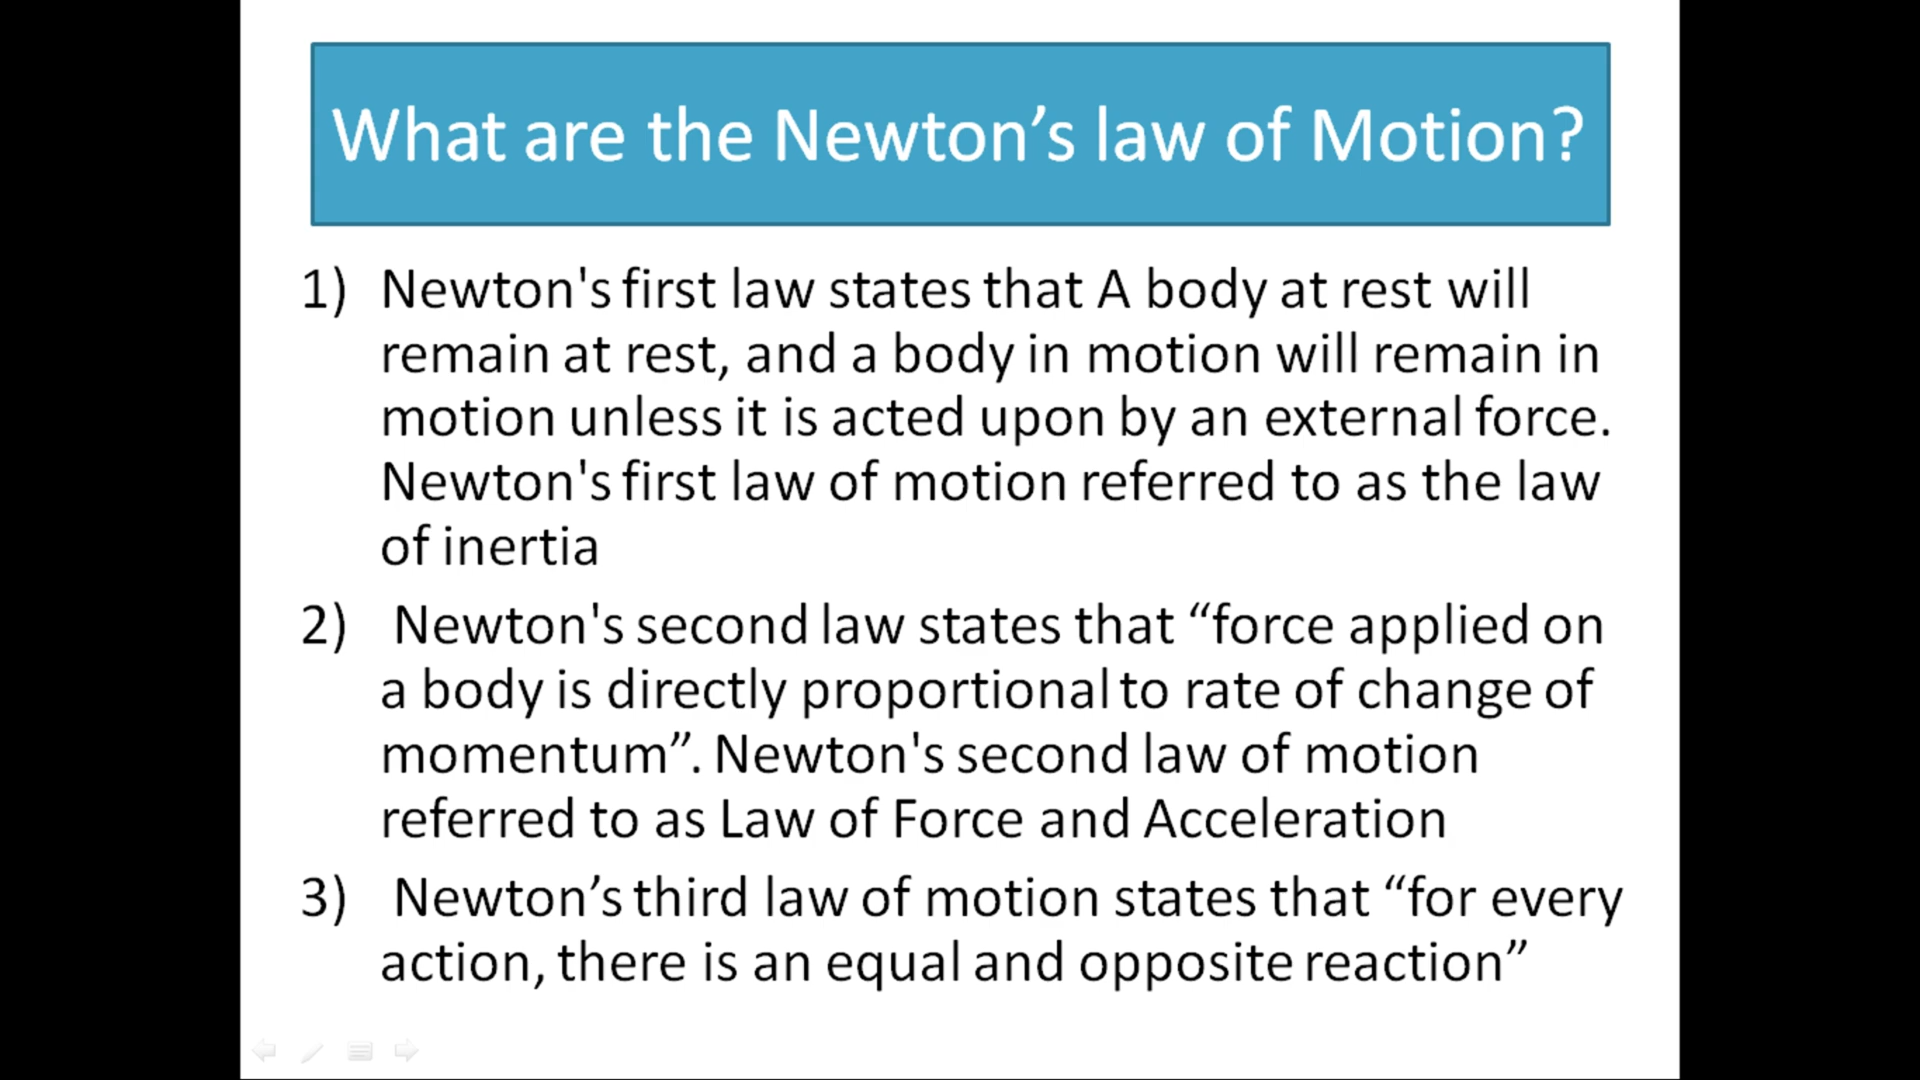 What are the Newton’s law of Motion?
1) Newton's first law states that A body at rest will
remain at rest, and a body in motion will remain in
motion unless it is acted upon by an external force.
Newton's first law of motion referred to as the law
of inertia
2) Newton's second law states that “force applied on
a body is directly proportional to rate of change of
momentum”. Newton's second law of motion
referred to as Law of Force and Acceleration
3) Newton’s third law of motion states that “for every
action, there is an equal and opposite reaction”